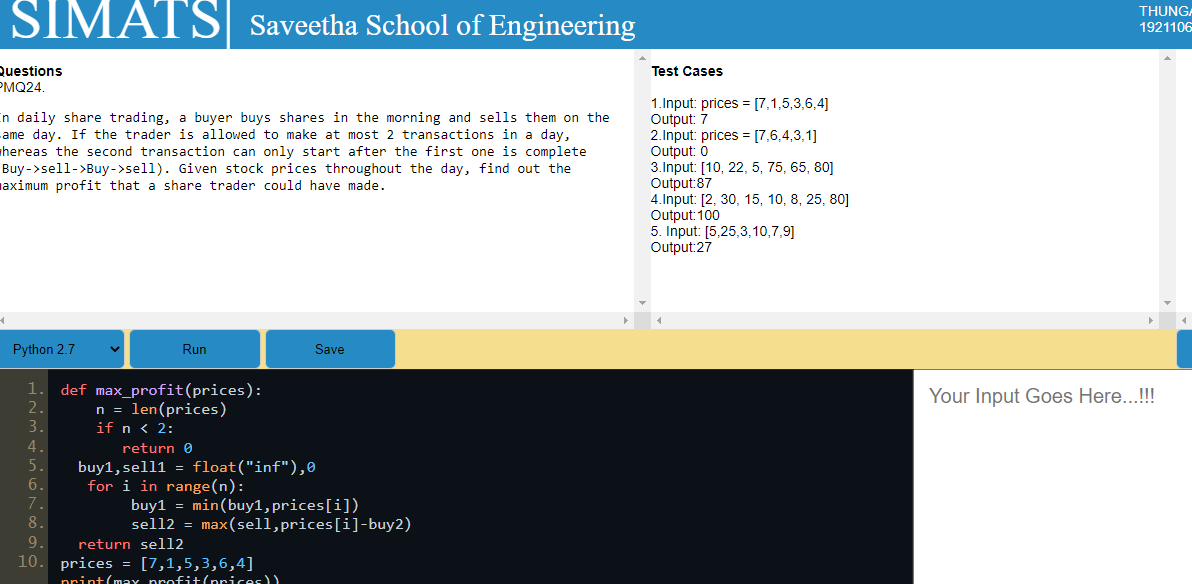 SIMATS Saveetha School of Engineering
THUNGA
1921106
Questions
PMQ24.
In daily share trading, a buyer buys shares in the morning and sells them on the
same day. If the trader is allowed to make at most 2 transactions in a day,
whereas the second transaction can only start after the first one is complete
(Buy->sell->Buy->sell). Given stock prices throughout the day, find out the
maximum profit that a share trader could have made.
Test Cases
1.Input: prices = [7,1,5,3,6,4]
Output: 7
2.Input: prices = [7,6,4,3,1]
Output: 0
3.Input: [10, 22, 5, 75, 65, 80]
Output:87
4.Input: [2, 30, 15, 10, 8, 25, 80]
Output:100
5. Input: [5,25,3,10,7,9]
Output:27
Python 2.7 Run Save
1. def max_profit(prices):
2. n = len(prices)
3. if n < 2:
4. return 0
5. buy1,sell1 = float("inf"),0
6. for i in range(n):
7. buy1 = min(buy1,prices[i])
8. sell2 = max(sell,prices[i]-buy2)
9. return sell2
10. prices = [7,1,5,3,6,4]
print(max_profit(prices))
Your Input Goes Here...!!!